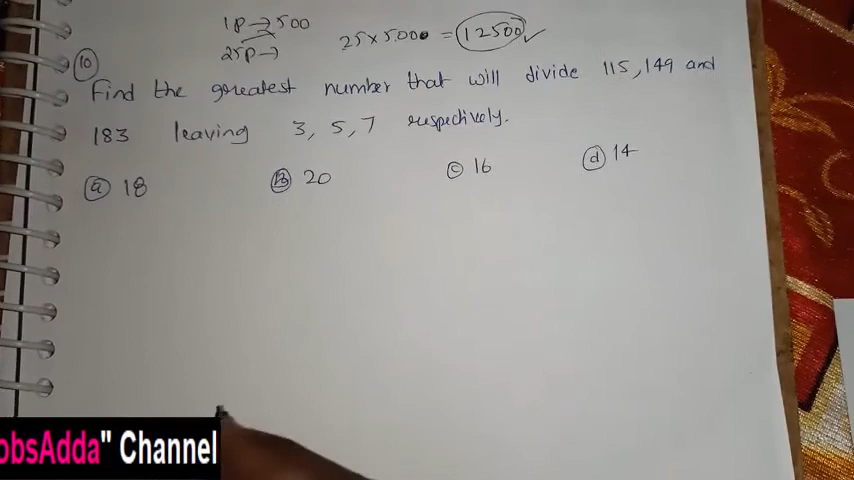 1P → 500
25P →
25 × 5000 = 12500 ✓
10
Find the greatest number that will divide 115, 149 and
183 leaving 3, 5, 7 respectively.
a 18 B 20 c 16 d 14
obsAdda" Channel